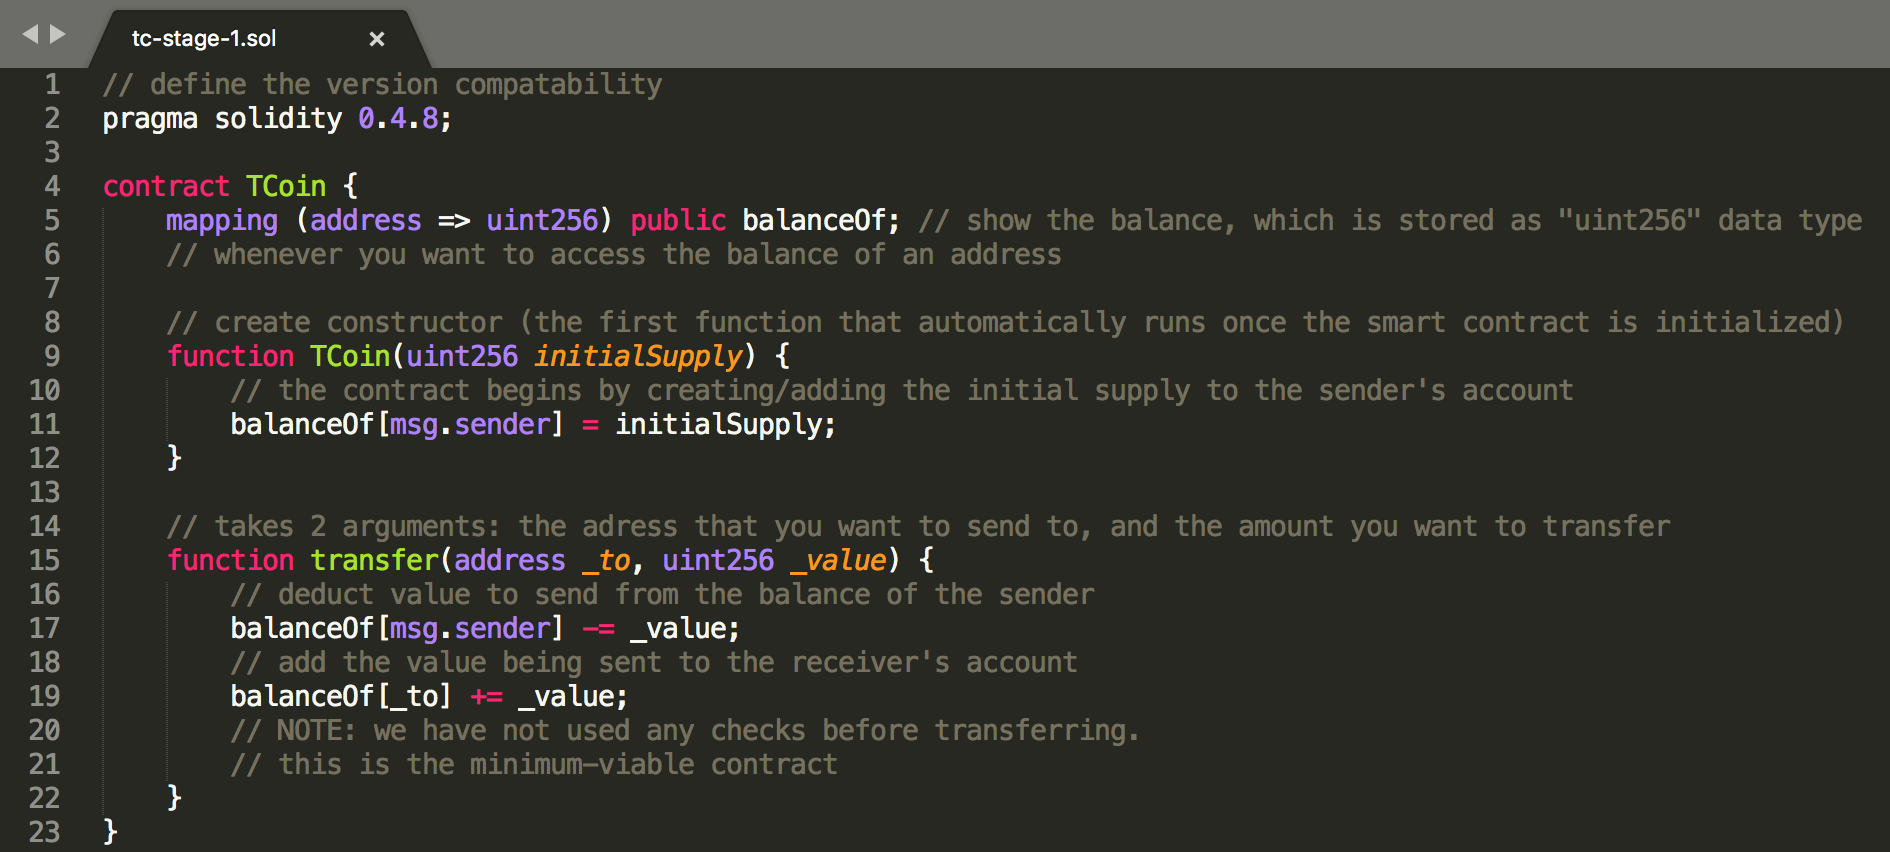 tc-stage-1.sol ×
1 // define the version compatability
2 pragma solidity 0.4.8;
3
4 contract TCoin {
5     mapping (address => uint256) public balanceOf; // show the balance, which is stored as "uint256" data type
6     // whenever you want to access the balance of an address
7
8     // create constructor (the first function that automatically runs once the smart contract is initialized)
9     function TCoin(uint256 initialSupply) {
10         // the contract begins by creating/adding the initial supply to the sender's account
11         balanceOf[msg.sender] = initialSupply;
12     }
13
14     // takes 2 arguments: the adress that you want to send to, and the amount you want to transfer
15     function transfer(address _to, uint256 _value) {
16         // deduct value to send from the balance of the sender
17         balanceOf[msg.sender] -= _value;
18         // add the value being sent to the receiver's account
19         balanceOf[_to] += _value;
20         // NOTE: we have not used any checks before transferring.
21         // this is the minimum-viable contract
22     }
23 }